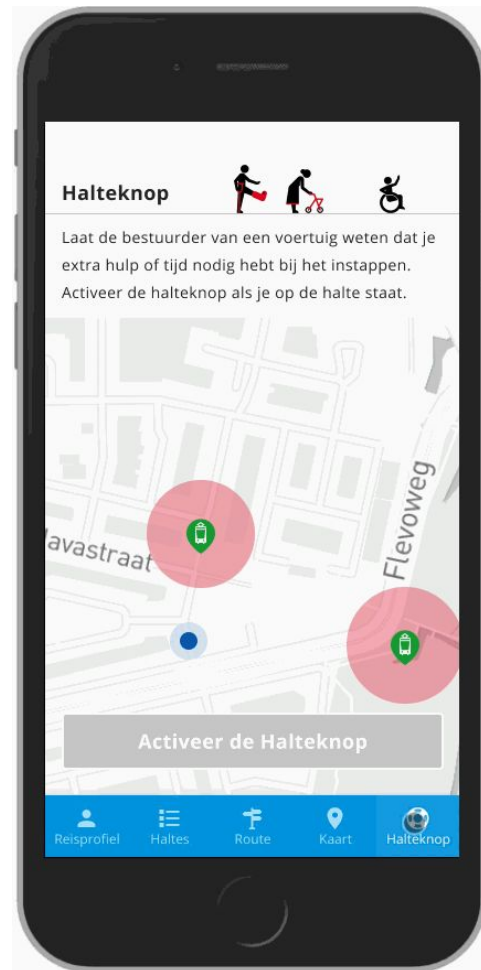 Halteknop
Laat de bestuurder van een voertuig weten dat je
extra hulp of tijd nodig hebt bij het instappen.
Activeer de halteknop als je op de halte staat.
Flevoweg
avastraat
Activeer de Halteknop
Reisprofiel
Haltes
Route
Kaart
Halteknop